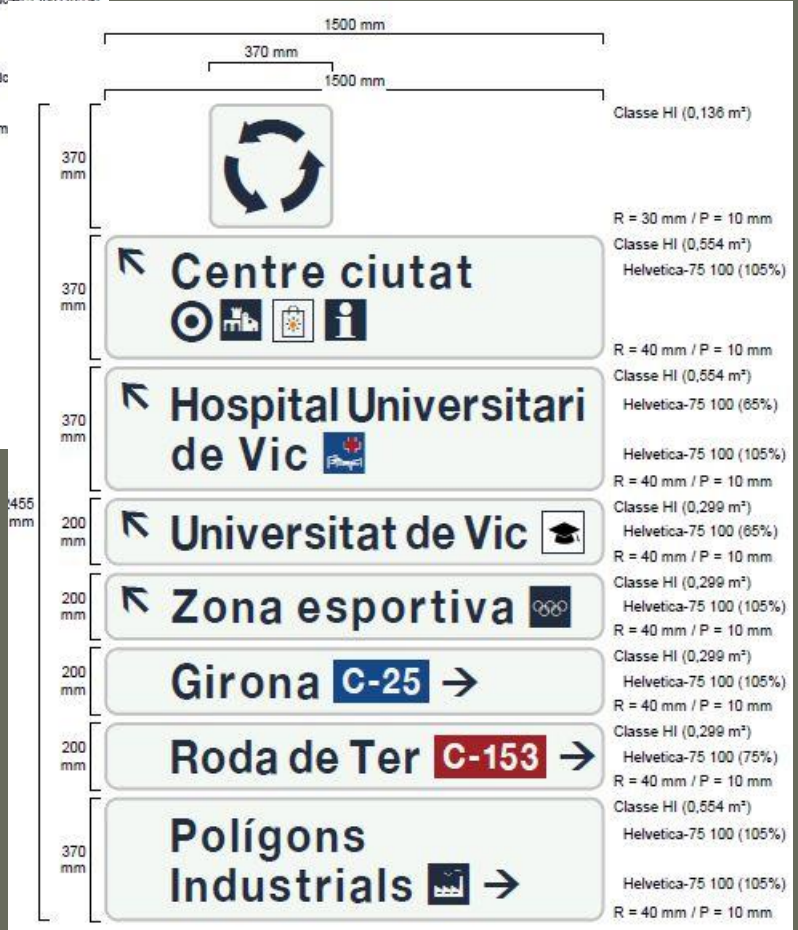 1500 mm
370 mm
1500 mm
370
mm
Classe HI (0,136 m²)
R = 30 mm / P = 10 mm
2455
mm
370
mm
Centre ciutat
i
Classe HI (0,554 m²)
Helvetica-75 100 (105%)
R = 40 mm / P = 10 mm
370
mm
Hospital Universitari
de Vic
Classe HI (0,554 m²)
Helvetica-75 100 (65%)
Helvetica-75 100 (105%)
R = 40 mm / P = 10 mm
200
mm
Universitat de Vic
Classe HI (0,299 m²)
Helvetica-75 100 (65%)
R = 40 mm / P = 10 mm
200
mm
Zona esportiva
Classe HI (0,299 m²)
Helvetica-75 100 (105%)
R = 40 mm / P = 10 mm
200
mm
Girona C-25
Classe HI (0,299 m²)
Helvetica-75 100 (105%)
R = 40 mm / P = 10 mm
200
mm
Roda de Ter C-153
Classe HI (0,299 m²)
Helvetica-75 100 (75%)
R = 40 mm / P = 10 mm
370
mm
Polígons
Industrials
Classe HI (0,554 m²)
Helvetica-75 100 (105%)
Helvetica-75 100 (105%)
R = 40 mm / P = 10 mm